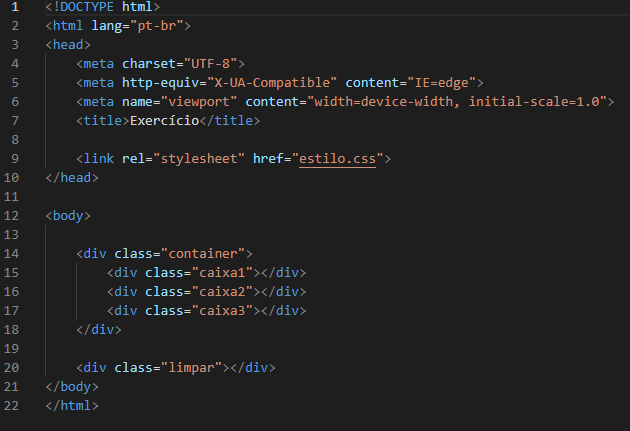 1 <!DOCTYPE html>
2 <html lang="pt-br">
3 <head>
4     <meta charset="UTF-8">
5     <meta http-equiv="X-UA-Compatible" content="IE=edge">
6     <meta name="viewport" content="width=device-width, initial-scale=1.0">
7     <title>Exercício</title>
8
9     <link rel="stylesheet" href="estilo.css">
10 </head>
11
12 <body>
13
14     <div class="container">
15         <div class="caixa1"></div>
16         <div class="caixa2"></div>
17         <div class="caixa3"></div>
18     </div>
19
20     <div class="limpar"></div>
21 </body>
22 </html>